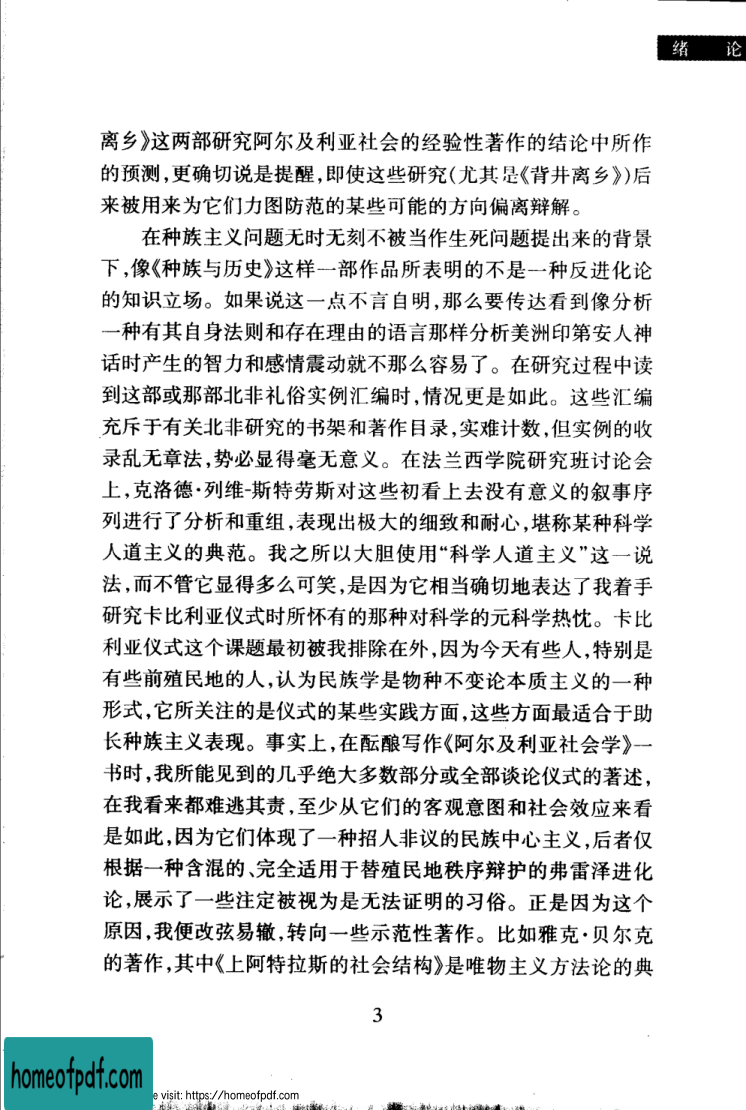 绪 论
离乡》这两部研究阿尔及利亚社会的经验性著作的结论中所作
的预测,更确切说是提醒,即使这些研究(尤其是《背井离乡》)后
来被用来为它们力图防范的某些可能的方向偏离辩解。
在种族主义问题无时无刻不被当作生死问题提出来的背景
下,像《种族与历史》这样一部作品所表明的不是一种反进化论
的知识立场。如果说这一点不言自明,那么要传达看到像分析
一种有其自身法则和存在理由的语言那样分析美洲印第安人神
话时产生的智力和感情震动就不那么容易了。在研究过程中读
到这部或那部北非礼俗实例汇编时,情况更是如此。这些汇编
充斥于有关北非研究的书架和著作目录,实难计数,但实例的收
录乱无章法,势必显得毫无意义。在法兰西学院研究班讨论会
上,克洛德·列维-斯特劳斯对这些初看上去没有意义的叙事序
列进行了分析和重组,表现出极大的细致和耐心,堪称某种科学
人道主义的典范。我之所以大胆使用“科学人道主义”这一说
法,而不管它显得多么可笑,是因为它相当确切地表达了我着手
研究卡比利亚仪式时所怀有的那种对科学的元科学热忱。卡比
利亚仪式这个课题最初被我排除在外,因为今天有些人,特别是
有些前殖民地的人,认为民族学是物种不变论本质主义的一种
形式,它所关注的是仪式的某些实践方面,这些方面最适合于助
长种族主义表现。事实上,在酝酿写作《阿尔及利亚社会学》一
书时,我所能见到的几乎绝大多数部分或全部谈论仪式的著述,
在我看来都难逃其责,至少从它们的客观意图和社会效应来看
是如此,因为它们体现了一种招人非议的民族中心主义,后者仅
根据一种含混的、完全适用于替殖民地秩序辩护的弗雷泽进化
论,展示了一些注定被视为是无法证明的习俗。正是因为这个
原因,我便改弦易辙,转向一些示范性著作。比如雅克·贝尔克
的著作,其中《上阿特拉斯的社会结构》是唯物主义方法论的典
3
homeofpdf.com
e visit: https://homeofpdf.com